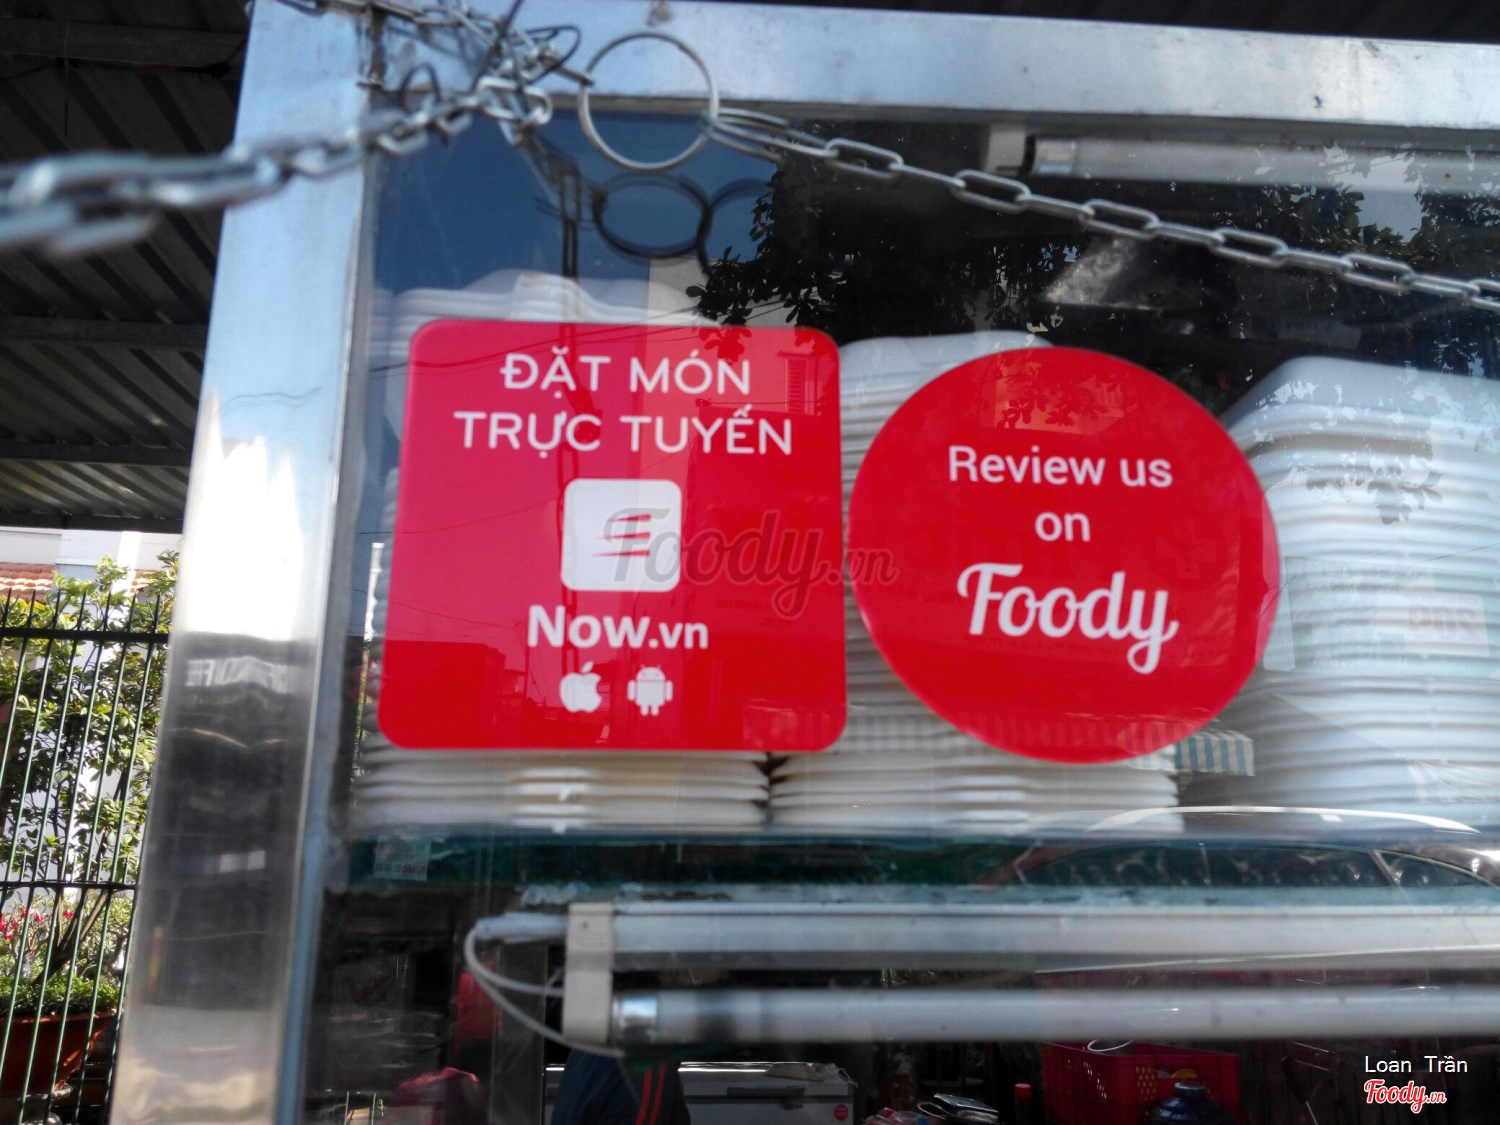 ĐẶT MÓN
TRỰC TUYẾN
Now.vn
Review us
on
Foody
Foody.vn
Loan Trần
Foody.vn